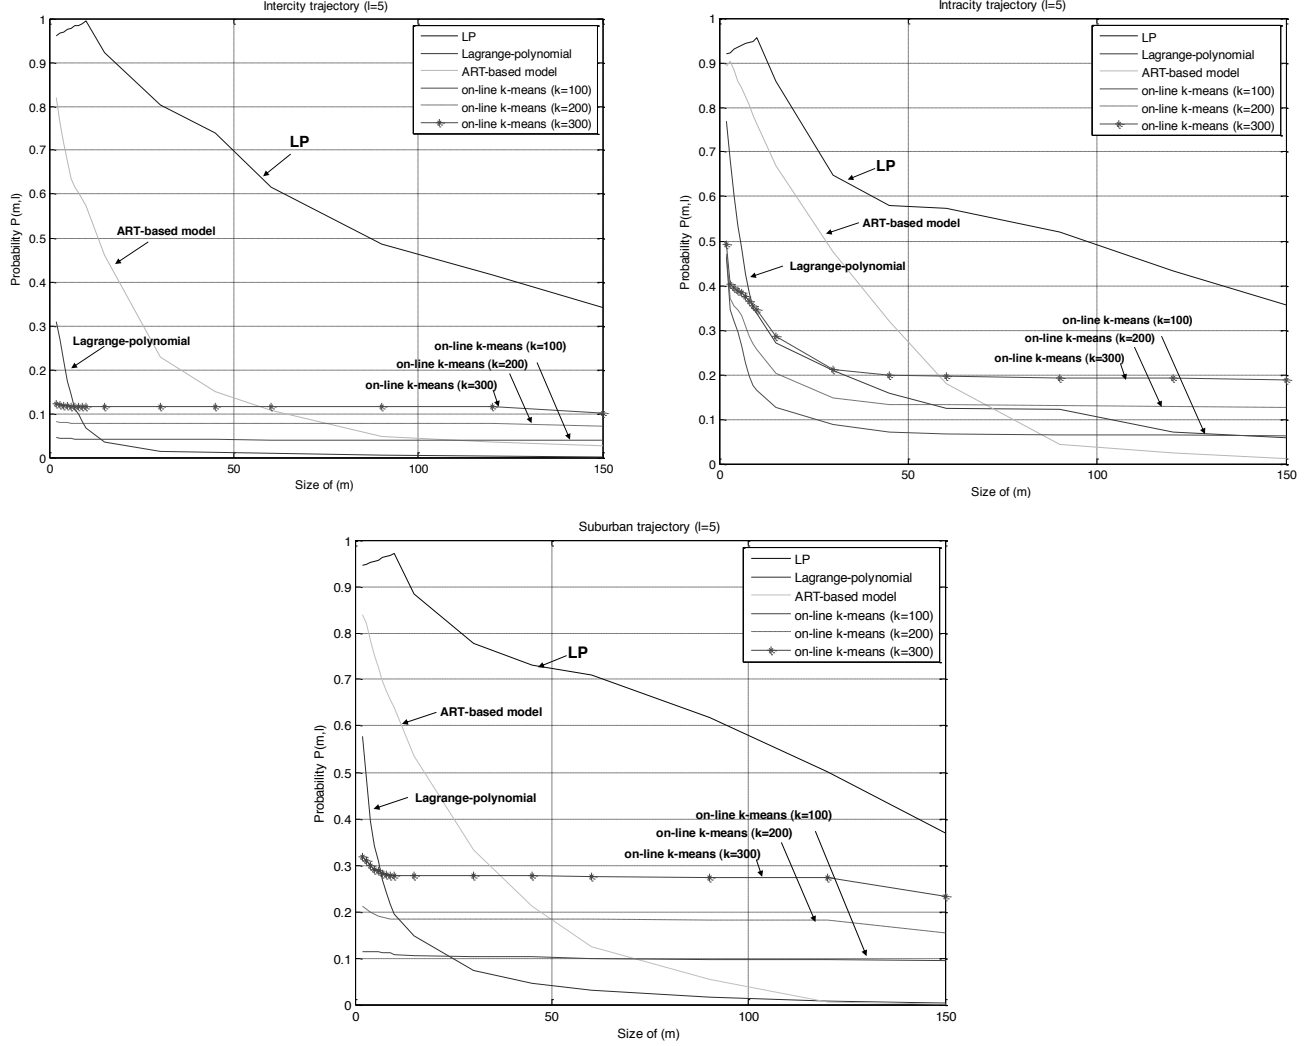 Intercity trajectory (l=5)
1
0.9
0.8
0.7
0.6
0.5
0.4
0.3
0.2
0.1
0
Probability P(m,l)
LP
Lagrange-polynomial
ART-based model
on-line k-means (k=100)
on-line k-means (k=200)
on-line k-means (k=300)
LP
ART-based model
Lagrange-polynomial
on-line k-means (k=100)
on-line k-means (k=200)
on-line k-means (k=300)
0 50 100 150
Size of (m)
Intracity trajectory (l=5)
1
0.9
0.8
0.7
0.6
0.5
0.4
0.3
0.2
0.1
0
Probability P(m,l)
LP
Lagrange-polynomial
ART-based model
on-line k-means (k=100)
on-line k-means (k=200)
on-line k-means (k=300)
LP
ART-based model
Lagrange-polynomial
on-line k-means (k=100)
on-line k-means (k=200)
on-line k-means (k=300)
0 50 100 150
Size of (m)
Suburban trajectory (l=5)
1
0.9
0.8
0.7
0.6
0.5
0.4
0.3
0.2
0.1
0
Probability P(m,l)
LP
Lagrange-polynomial
ART-based model
on-line k-means (k=100)
on-line k-means (k=200)
on-line k-means (k=300)
LP
ART-based model
Lagrange-polynomial
on-line k-means (k=100)
on-line k-means (k=200)
on-line k-means (k=300)
0 50 100 150
Size of (m)